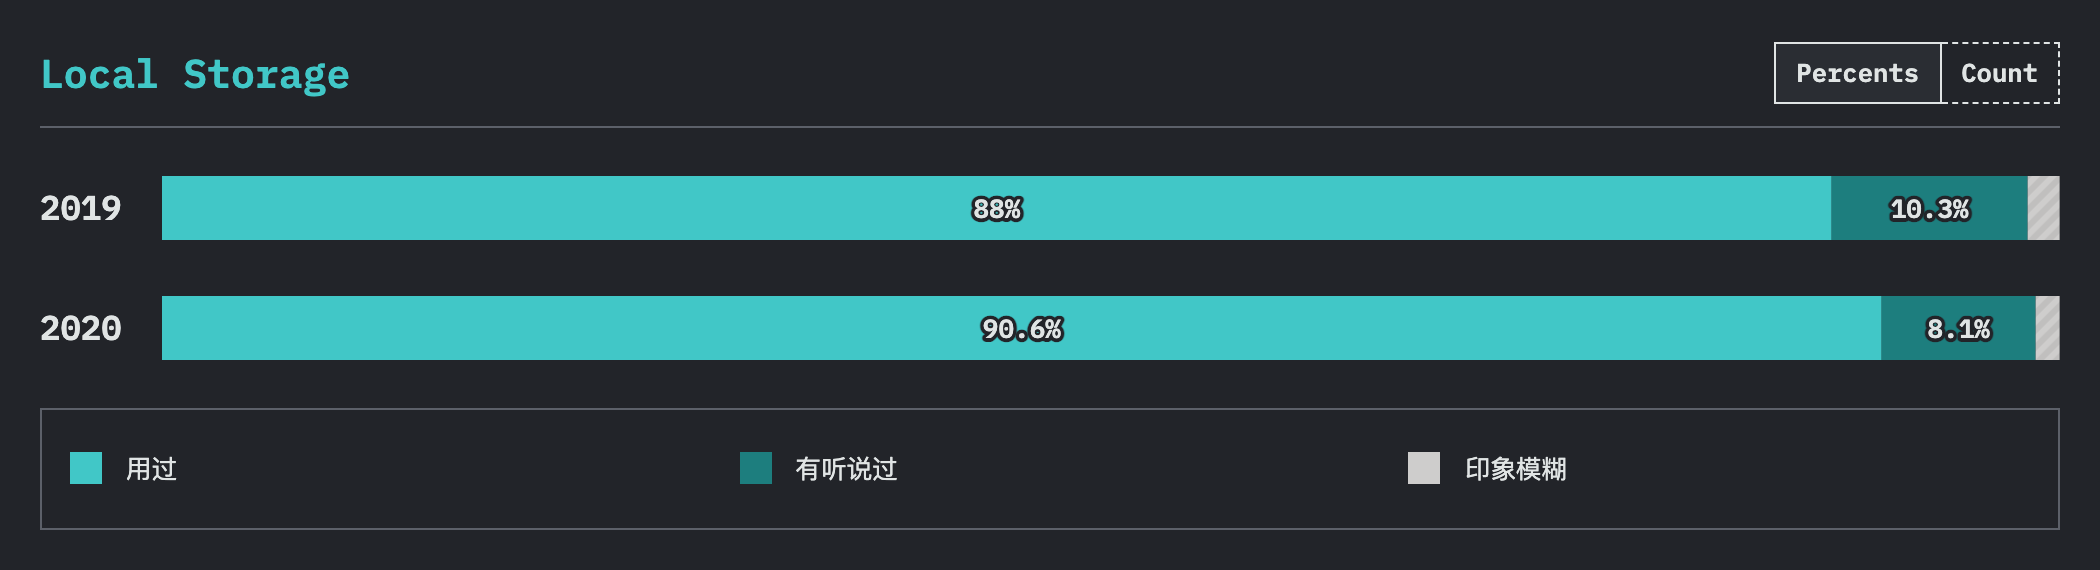 Local Storage
Percents Count
2019 88% 10.3%
2020 90.6% 8.1%
用过 有听说过 印象模糊